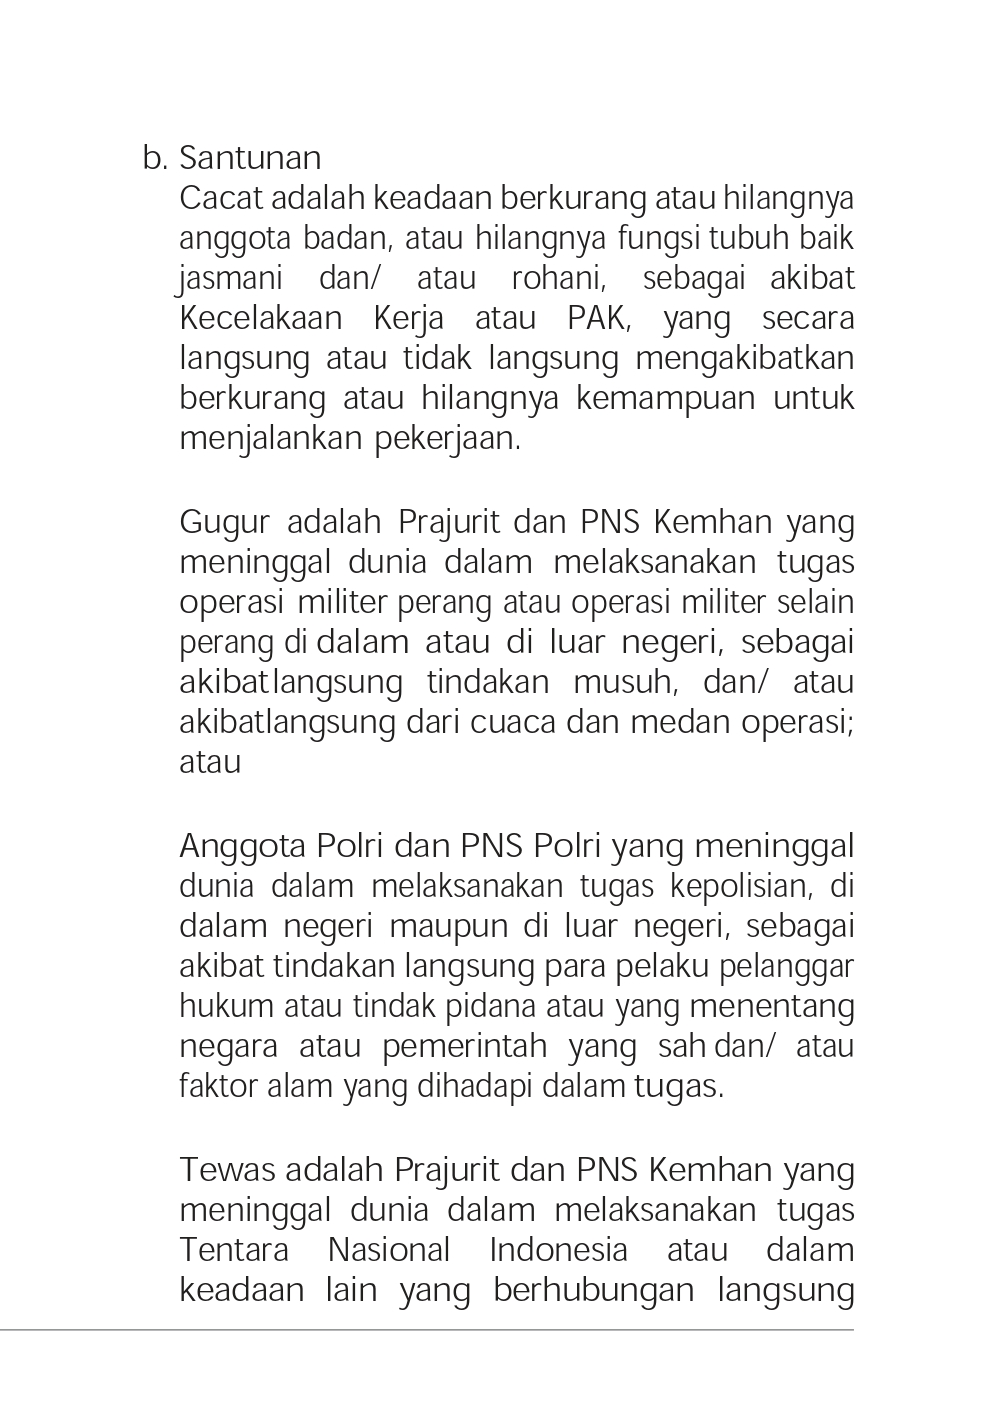 b. Santunan
Cacat adalah keadaan berkurang atau hilangnya
anggota badan, atau hilangnya fungsi tubuh baik
jasmani dan/ atau rohani, sebagai akibat
Kecelakaan Kerja atau PAK, yang secara
langsung atau tidak langsung mengakibatkan
berkurang atau hilangnya kemampuan untuk
menjalankan pekerjaan.
Gugur adalah Prajurit dan PNS Kemhan yang
meninggal dunia dalam melaksanakan tugas
operasi militer perang atau operasi militer selain
perang di dalam atau di luar negeri, sebagai
akibatlangsung tindakan musuh, dan/ atau
akibatlangsung dari cuaca dan medan operasi;
atau
Anggota Polri dan PNS Polri yang meninggal
dunia dalam melaksanakan tugas kepolisian, di
dalam negeri maupun di luar negeri, sebagai
akibat tindakan langsung para pelaku pelanggar
hukum atau tindak pidana atau yang menentang
negara atau pemerintah yang sah dan/ atau
faktor alam yang dihadapi dalam tugas.
Tewas adalah Prajurit dan PNS Kemhan yang
meninggal dunia dalam melaksanakan tugas
Tentara Nasional Indonesia atau dalam
keadaan lain yang berhubungan langsung